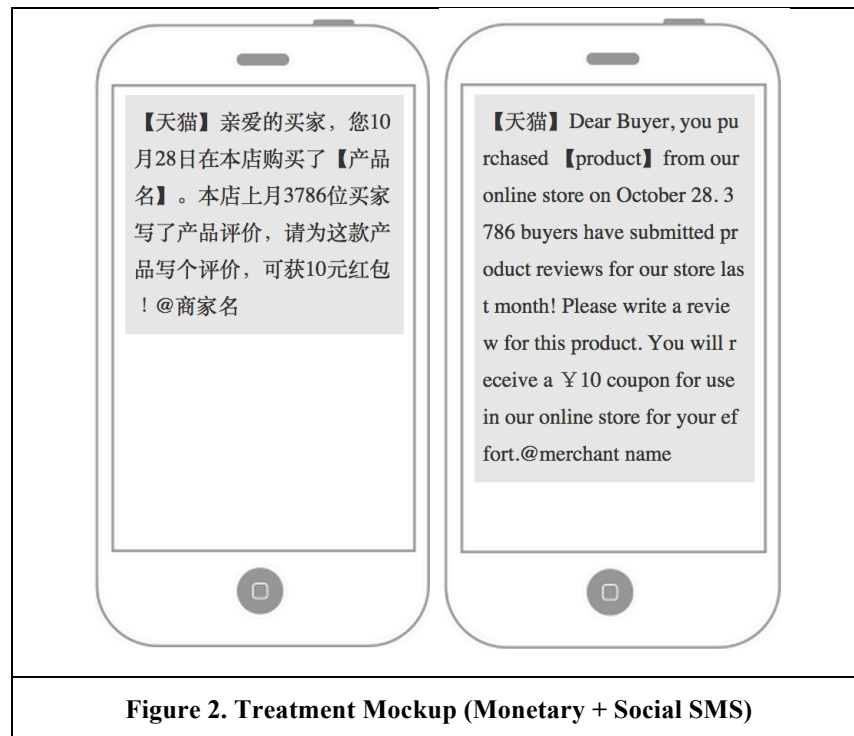 【天猫】亲爱的买家，您10
月28日在本店购买了【产品
名】。本店上月3786位买家
写了产品评价，请为这款产
品写个评价，可获10元红包
！@商家名
【天猫】Dear Buyer, you pu
rchased 【product】from our
online store on October 28. 3
786 buyers have submitted pr
oduct reviews for our store las
t month! Please write a revie
w for this product. You will r
eceive a ￥10 coupon for use
in our online store for your ef
fort.@merchant name
Figure 2. Treatment Mockup (Monetary + Social SMS)